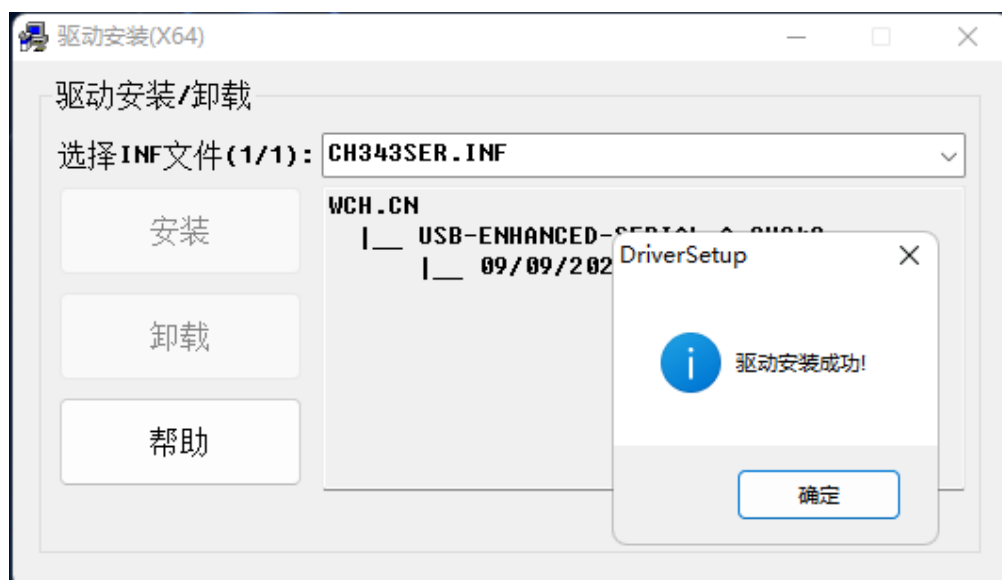 驱动安装(X64)
驱动安装/卸载
选择INF文件(1/1):
CH343SER.INF
安装
卸载
帮助
WCH.CN
|__ USB-ENHANCED-
|__ 09/09/202
DriverSetup
驱动安装成功!
确定